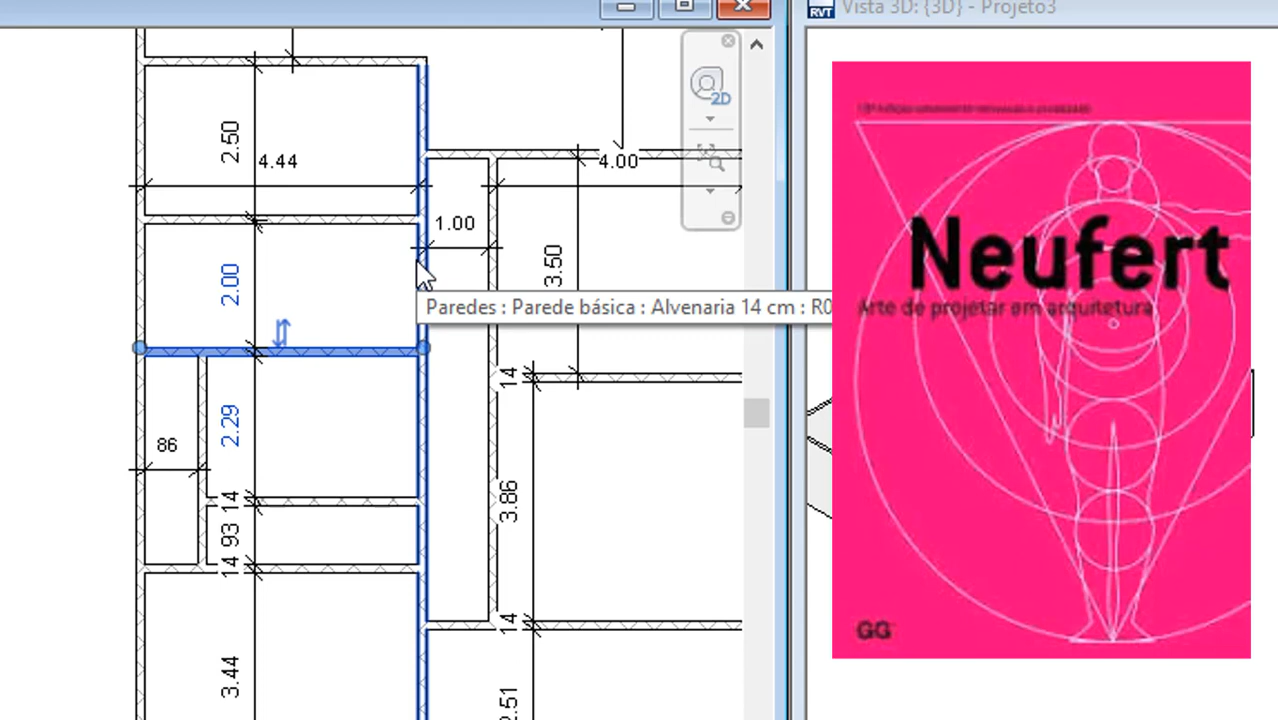 RVT Vista 3D: {3D} - Projeto3
2D
2.50
4.44
4.00
1.00
3.50
2.00
Paredes : Parede básica : Alvenaria 14 cm : R0
14
2.29
86
14
3.86
93
14
14
3.44
2.51
Neufert
Arte de projetar em arquitetura
GG